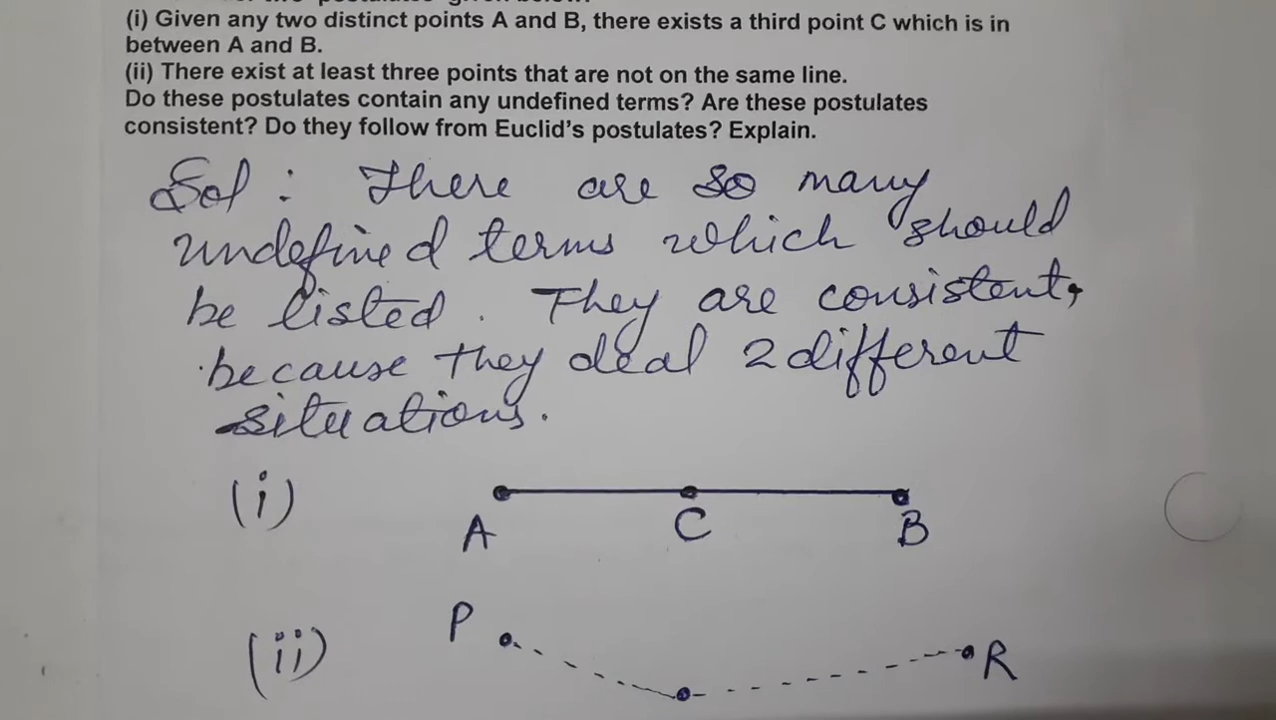 (i) Given any two distinct points A and B, there exists a third point C which is in
between A and B.
(ii) There exist at least three points that are not on the same line.
Do these postulates contain any undefined terms? Are these postulates
consistent? Do they follow from Euclid's postulates? Explain.
Sol : There are so many
undefined terms which should
be listed. They are consistent,
because they deal 2 different
situations.
(i)
A C B
(ii) P R